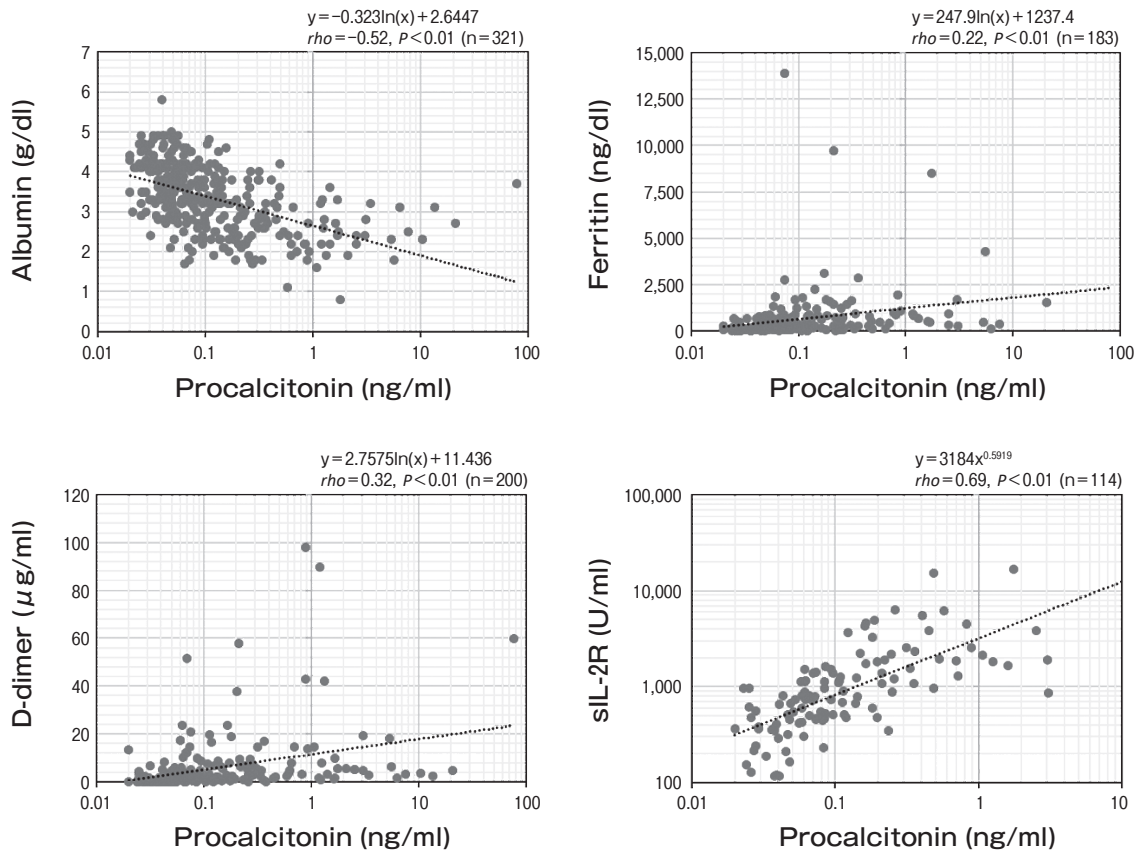 y=−0.323ln(x)+2.6447
rho=−0.52, P<0.01 (n=321)
7
6
5
4
3
2
1
0
Albumin (g/dl)
0.01 0.1 1 10 100
Procalcitonin (ng/ml)
y=247.9ln(x)+1237.4
rho=0.22, P<0.01 (n=183)
15,000
12,500
10,000
7,500
5,000
2,500
0
Ferritin (ng/dl)
0.01 0.1 1 10 100
Procalcitonin (ng/ml)
y=2.7575ln(x)+11.436
rho=0.32, P<0.01 (n=200)
120
100
80
60
40
20
0
D-dimer (μg/ml)
0.01 0.1 1 10 100
Procalcitonin (ng/ml)
y=3184x^0.5919
rho=0.69, P<0.01 (n=114)
100,000
10,000
1,000
100
sIL-2R (U/ml)
0.01 0.1 1 10
Procalcitonin (ng/ml)